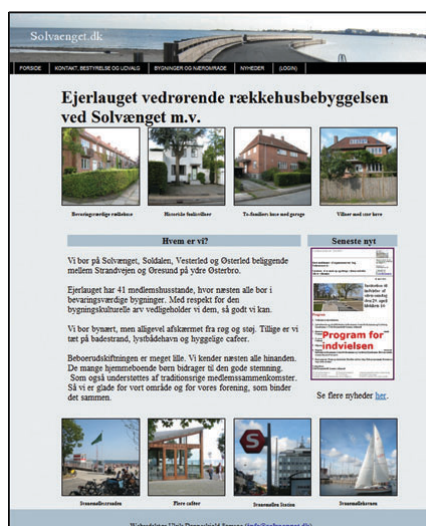 Solvaenget.dk
FORSIDE KONTAKT, BESTYRELSE OG UDVALG BYGNINGER OG NÆROMRÅDE NYHEDER (LOGIN)
Ejerlauget vedrørende rækkehusbebyggelsen
ved Solvænget m.v.
Bevaringsværdige rækkehuse Historiske funkisvillaer To-familiers huse med garage Villaer med store haver
Hvem er vi?
Vi bor på Solvænget, Soldalen, Vesterled og Østerled beliggende
mellem Strandvejen og Øresund på ydre Østerbro.
Ejerlauget har 41 medlemshusstande, hvor næsten alle bor i
bevaringsværdige bygninger. Med respekt for den
bygningskulturelle arv vedligeholder vi dem, så godt vi kan.
Vi bor bynært, men alligevel afskærmet fra røg og støj. Tillige er vi
tæt på badestrand, lystbådehavn og hyggelige cafeer.
Beboerudskiftningen er meget lille. Vi kender næsten alle hinanden.
De mange hjemmeboende børn bidrager til den gode stemning.
Som også understøttes af traditionsrige medlemssammenkomster.
Så vi er glade for vort område og for vores forening, som binder
det sammen.
Seneste nyt
Program for
indvielsen
Se flere nyheder her.
S
Svanemøllestranden Flere caféer Svanemøllen Station Svanemøllehavnen